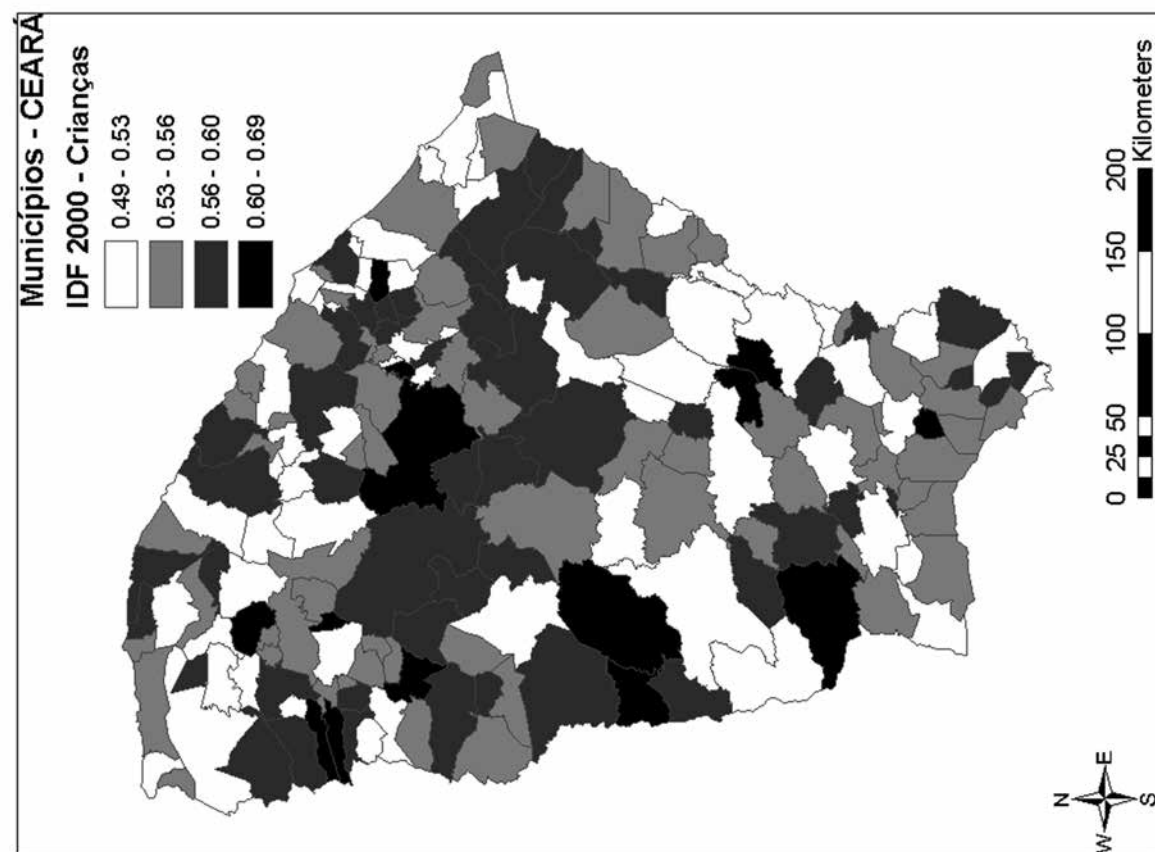 Municípios - CEARÁ
IDF 2000 - Crianças
0.49 - 0.53
0.53 - 0.56
0.56 - 0.60
0.60 - 0.69
N
W E
S
0 25 50 100 150 200
Kilometers